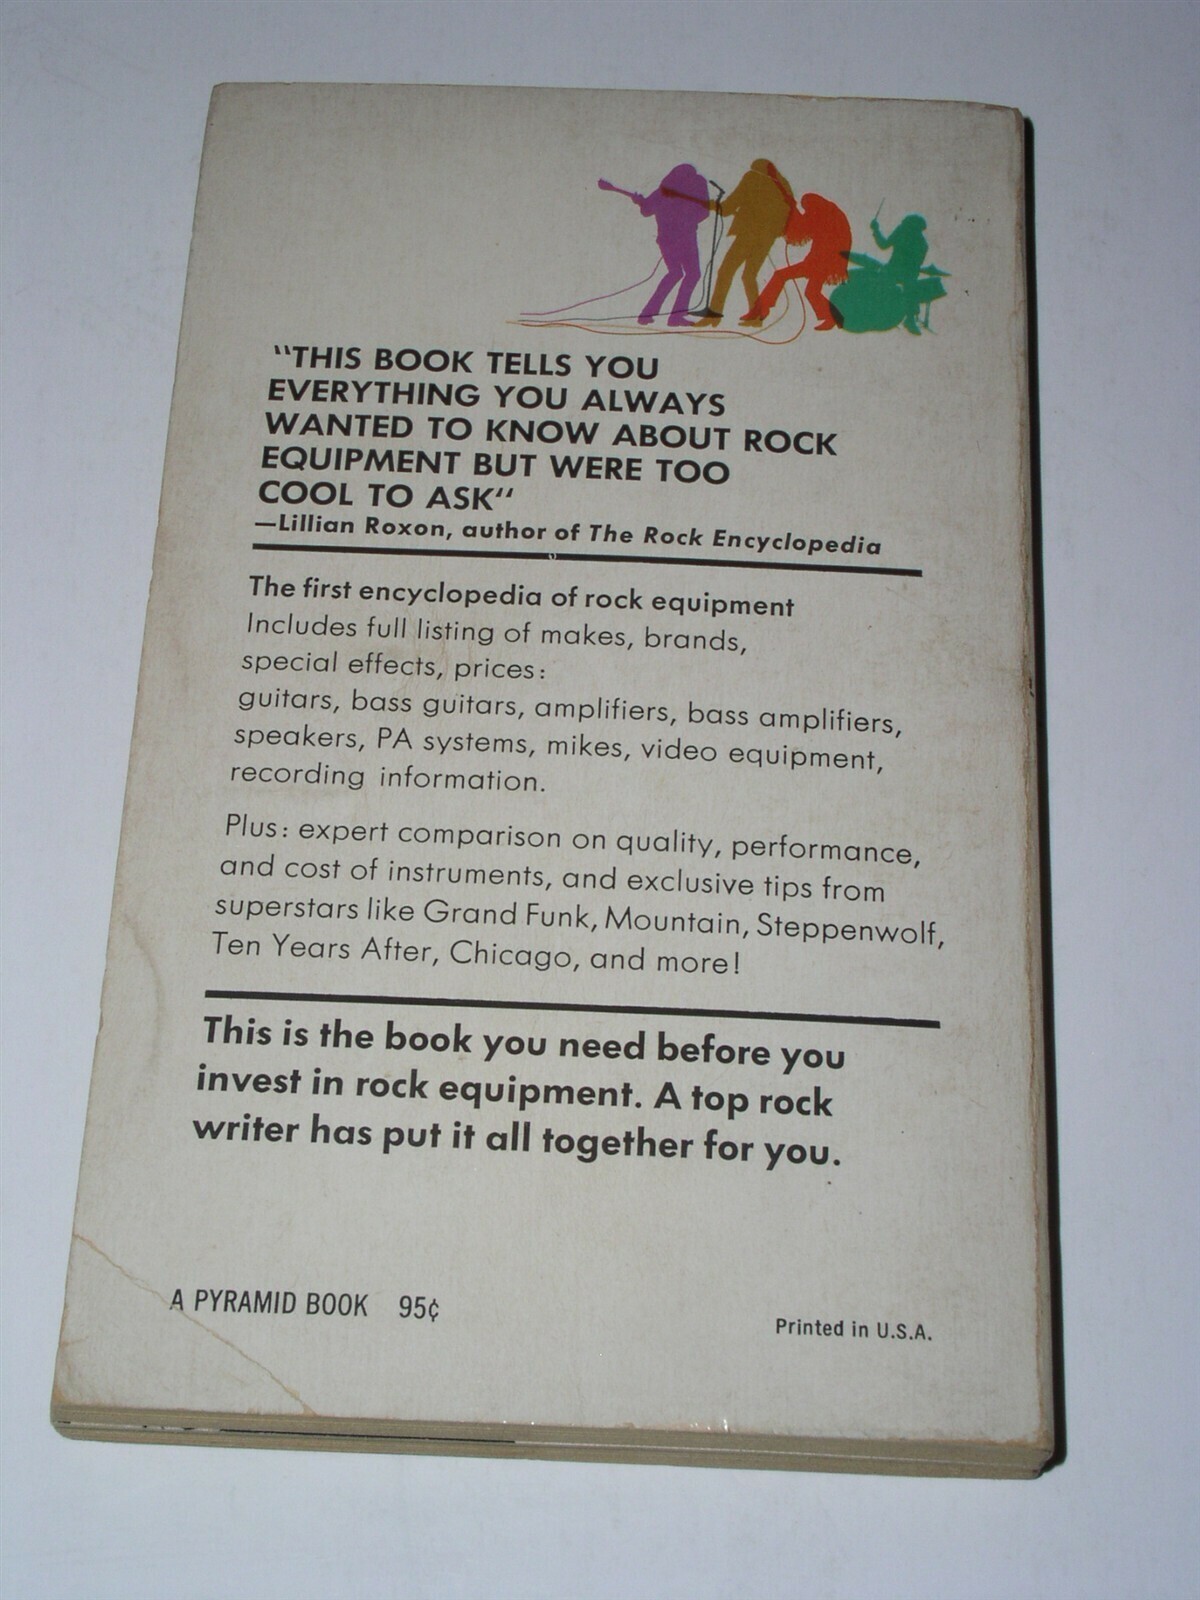 "THIS BOOK TELLS YOU
EVERYTHING YOU ALWAYS
WANTED TO KNOW ABOUT ROCK
EQUIPMENT BUT WERE TOO
COOL TO ASK"
—Lillian Roxon, author of The Rock Encyclopedia
The first encyclopedia of rock equipment
Includes full listing of makes, brands,
special effects, prices:
guitars, bass guitars, amplifiers, bass amplifiers,
speakers, PA systems, mikes, video equipment,
recording information.
Plus: expert comparison on quality, performance,
and cost of instruments, and exclusive tips from
superstars like Grand Funk, Mountain, Steppenwolf,
Ten Years After, Chicago, and more!
This is the book you need before you
invest in rock equipment. A top rock
writer has put it all together for you.
A PYRAMID BOOK 95¢
Printed in U.S.A.